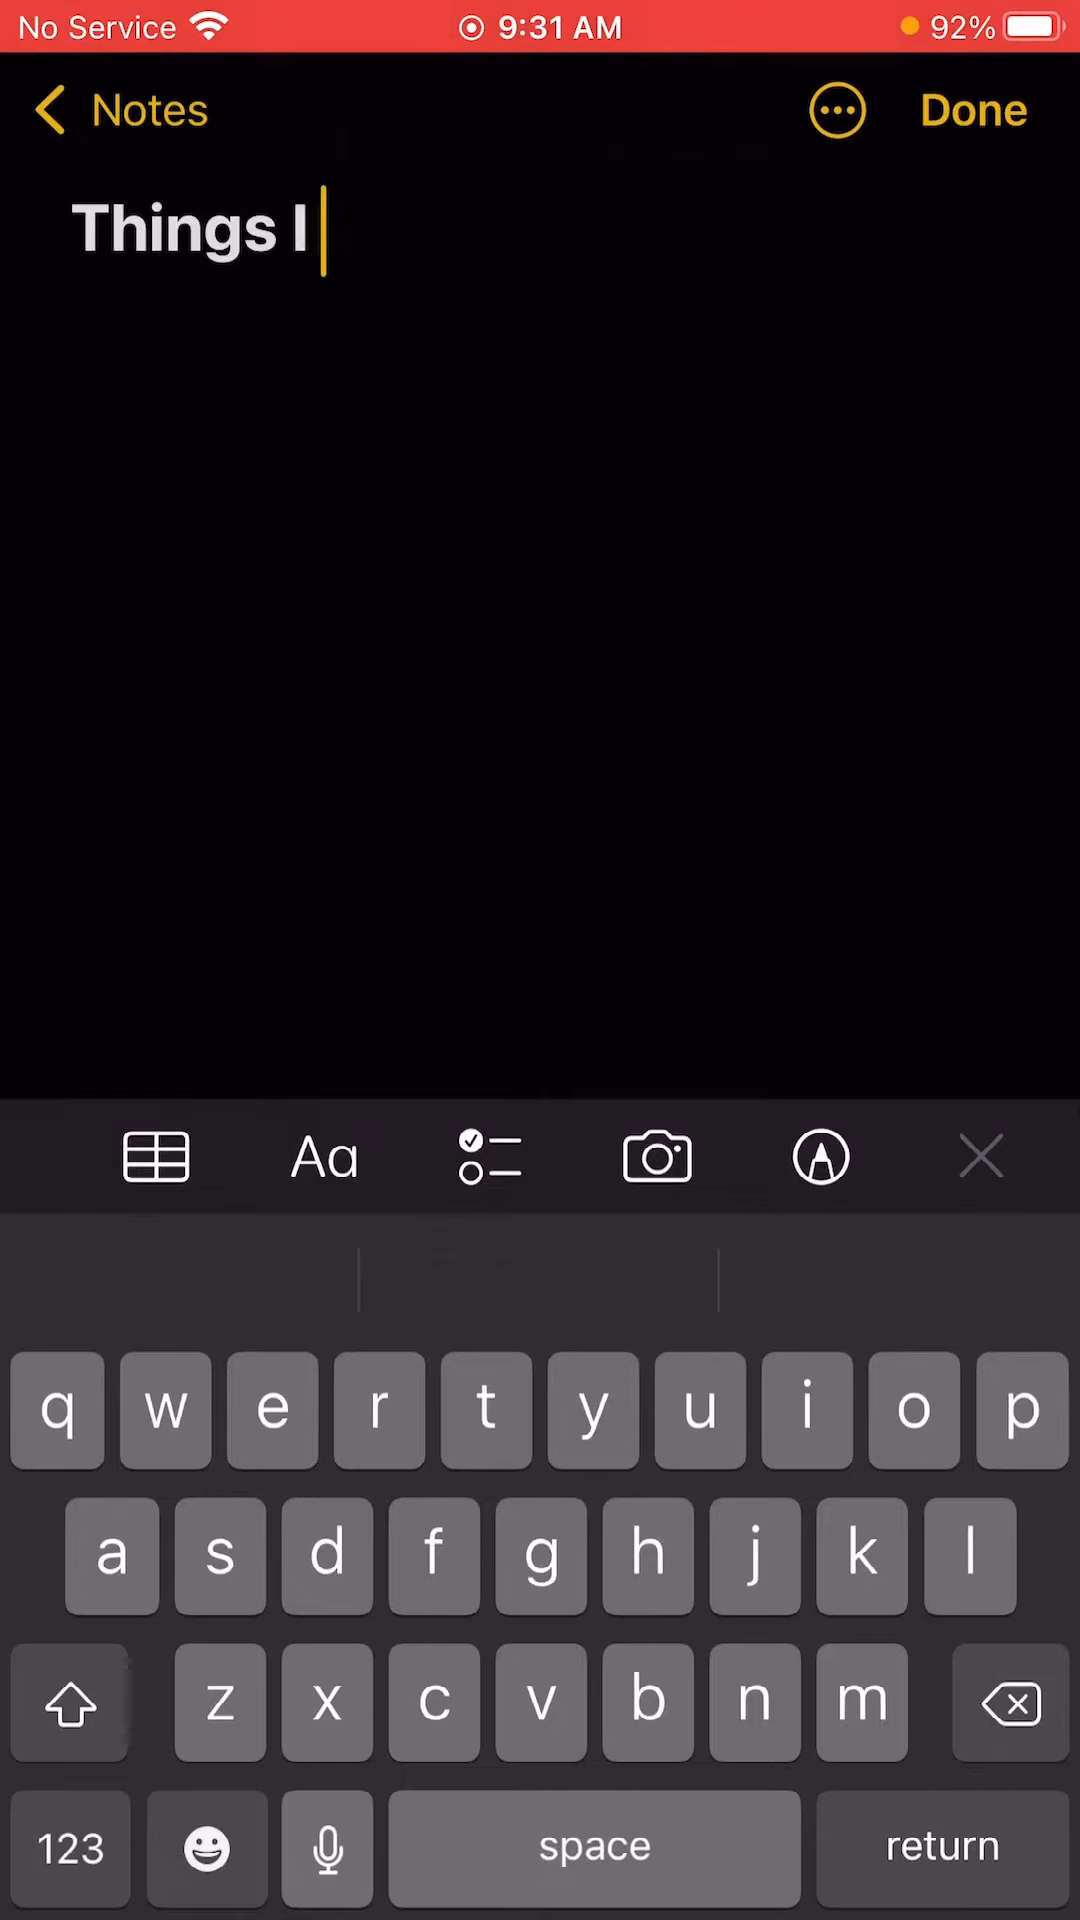 No Service 9:31 AM 92%
Notes Done
Things I
Aa
q w e r t y u i o p
a s d f g h j k l
z x c v b n m
123 space return